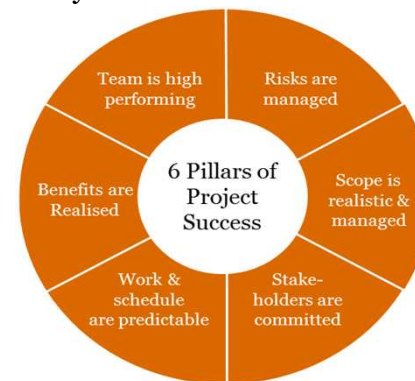 Team is high
performing
Risks are
managed
Benefits are
Realised
6 Pillars of
Project
Success
Scope is
realistic &
managed
Work &
schedule
are predictable
Stake-
holders are
committed